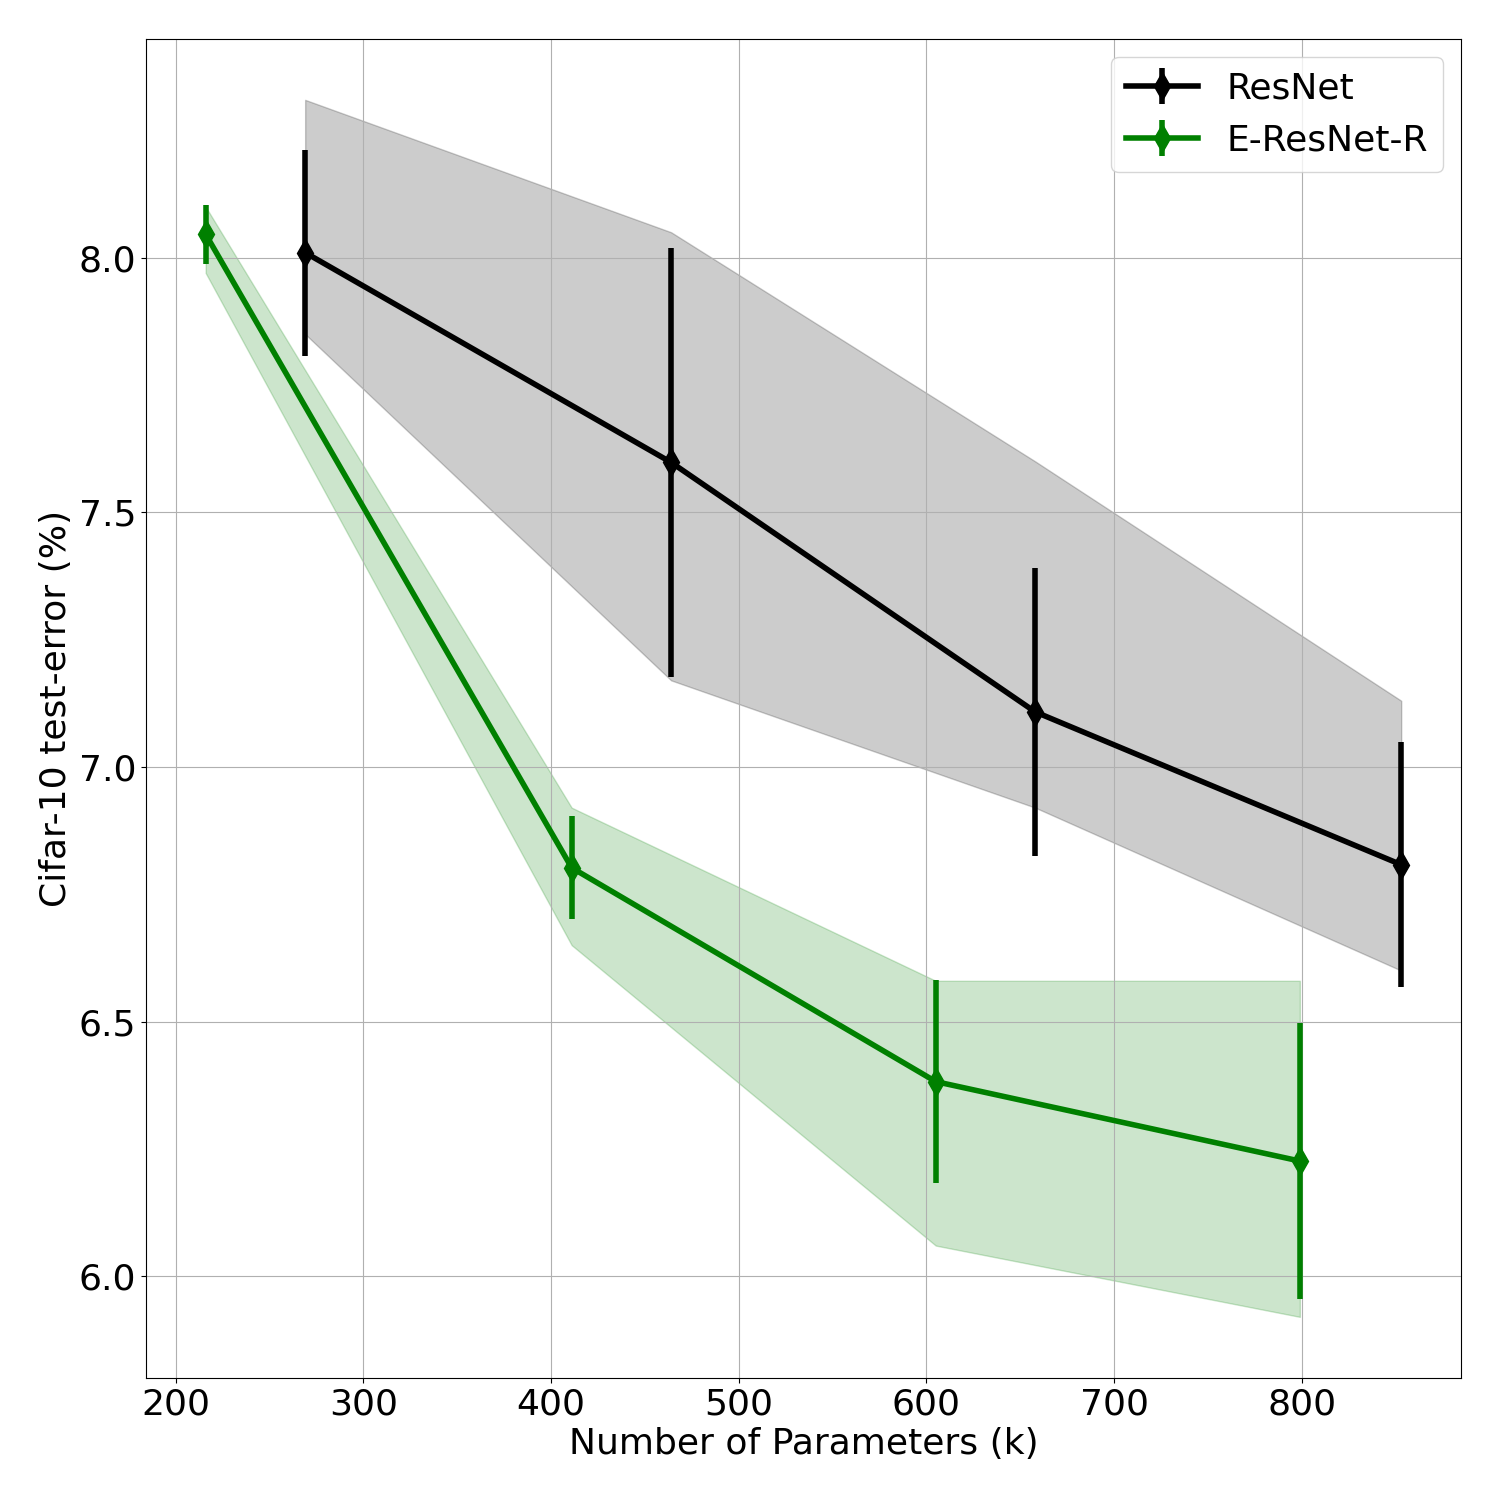 ResNet
E-ResNet-R
8.0
7.5
7.0
6.5
6.0
Cifar-10 test-error (%)
200 300 400 500 600 700 800
Number of Parameters (k)